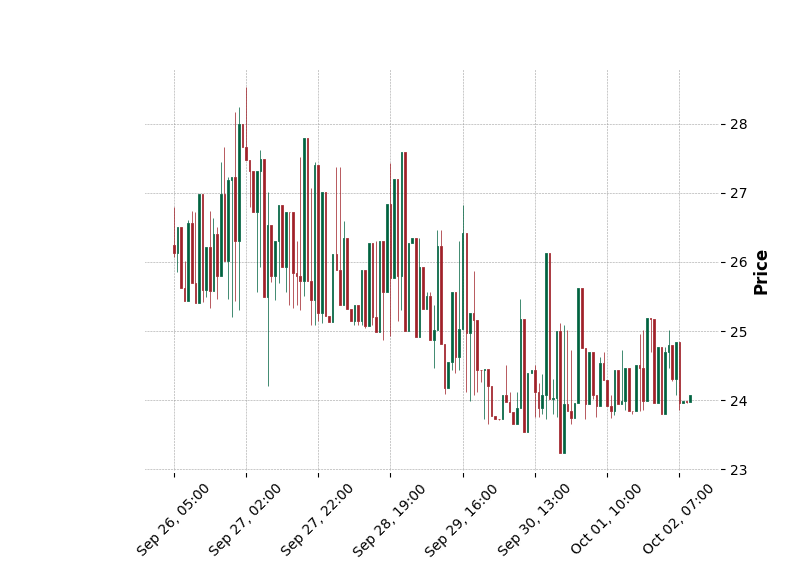 28
27
26
25
24
23
Price
Sep 26, 05:00
Sep 27, 02:00
Sep 27, 22:00
Sep 28, 19:00
Sep 29, 16:00
Sep 30, 13:00
Oct 01, 10:00
Oct 02, 07:00